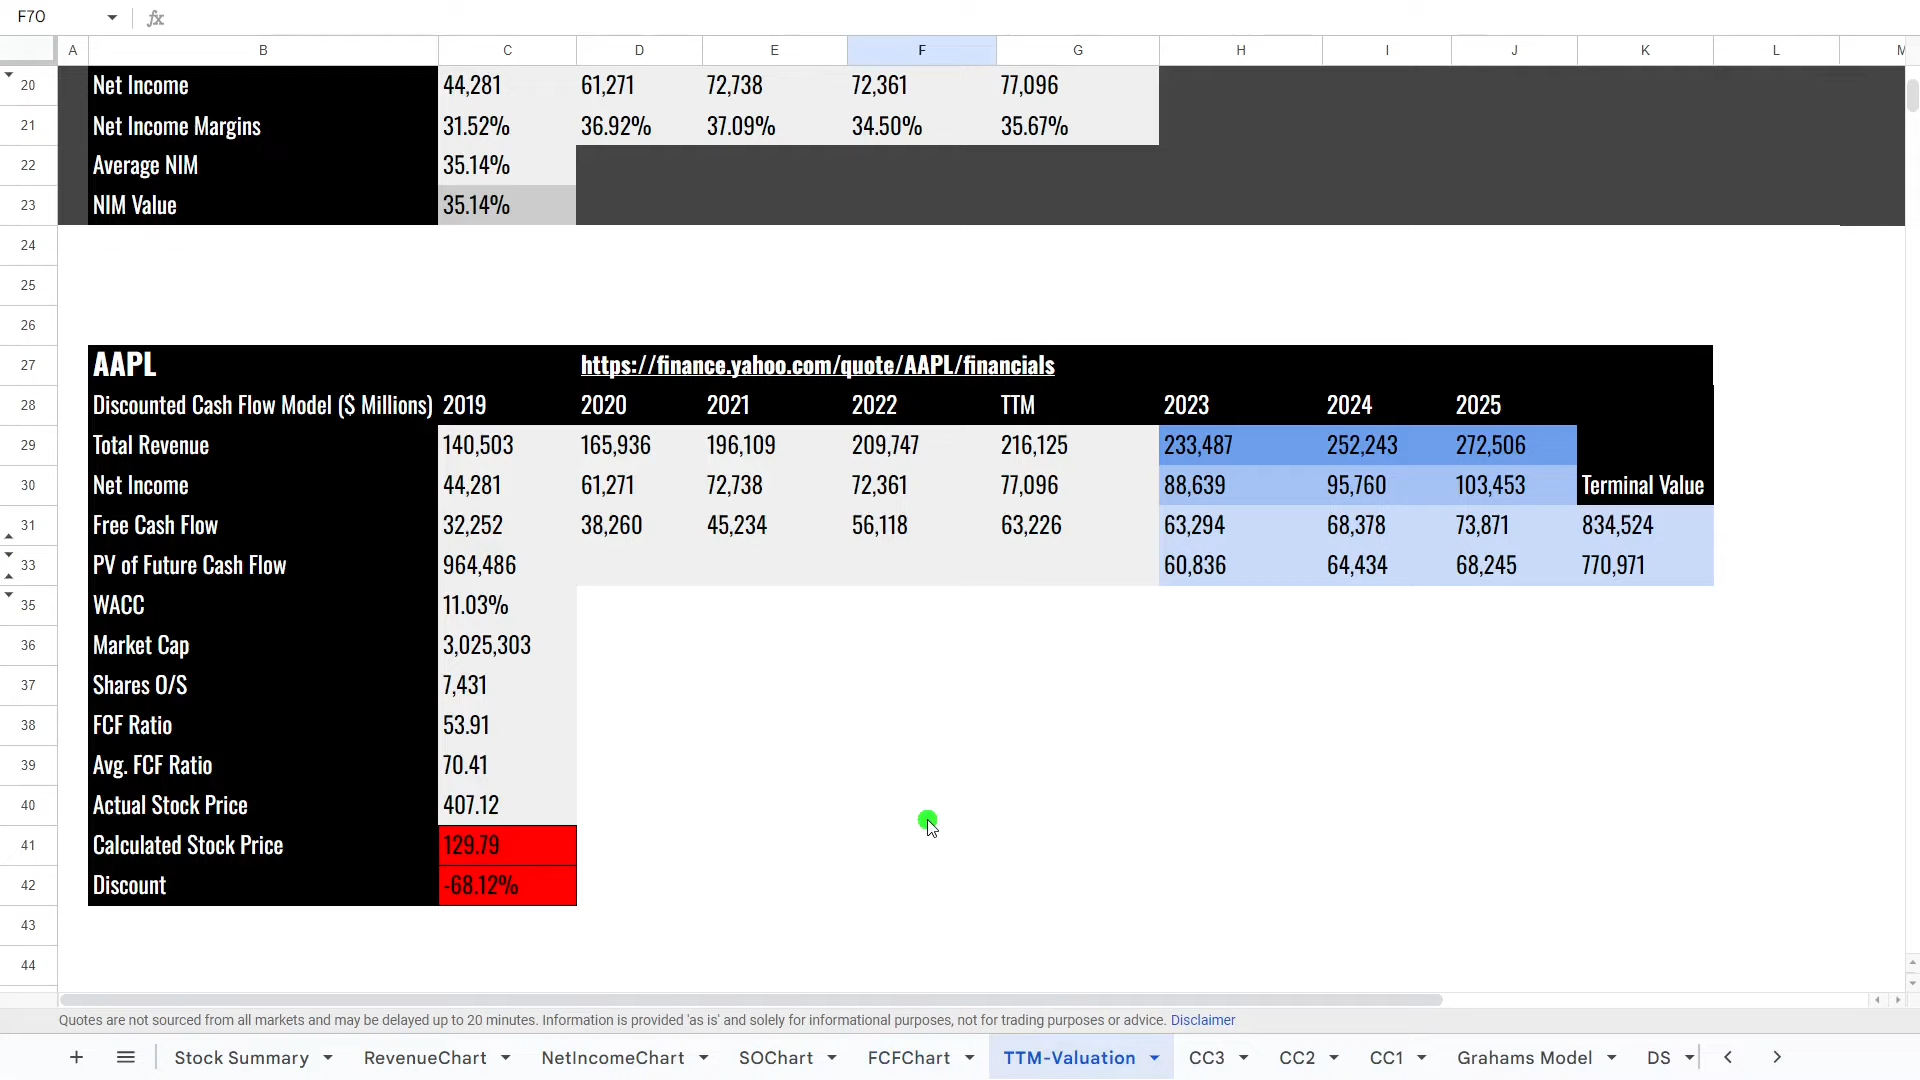 F70 fx
A B C D E F G H I J K L M
20 Net Income 44,281 61,271 72,738 72,361 77,096
21 Net Income Margins 31.52% 36.92% 37.09% 34.50% 35.67%
22 Average NIM 35.14%
23 NIM Value 35.14%
24
25
26
27 AAPL https://finance.yahoo.com/quote/AAPL/financials
28 Discounted Cash Flow Model ($ Millions) 2019 2020 2021 2022 TTM 2023 2024 2025
29 Total Revenue 140,503 165,936 196,109 209,747 216,125 233,487 252,243 272,506
30 Net Income 44,281 61,271 72,738 72,361 77,096 88,639 95,760 103,453 Terminal Value
31 Free Cash Flow 32,252 38,260 45,234 56,118 63,226 63,294 68,378 73,871 834,524
33 PV of Future Cash Flow 964,486 60,836 64,434 68,245 770,971
35 WACC 11.03%
36 Market Cap 3,025,303
37 Shares O/S 7,431
38 FCF Ratio 53.91
39 Avg. FCF Ratio 70.41
40 Actual Stock Price 407.12
41 Calculated Stock Price 129.79
42 Discount -68.12%
43
44
Quotes are not sourced from all markets and may be delayed up to 20 minutes. Information is provided 'as is' and solely for informational purposes, not for trading purposes or advice. Disclaimer
Stock Summary RevenueChart NetIncomeChart SOChart FCFChart TTM-Valuation CC3 CC2 CC1 Grahams Model DS